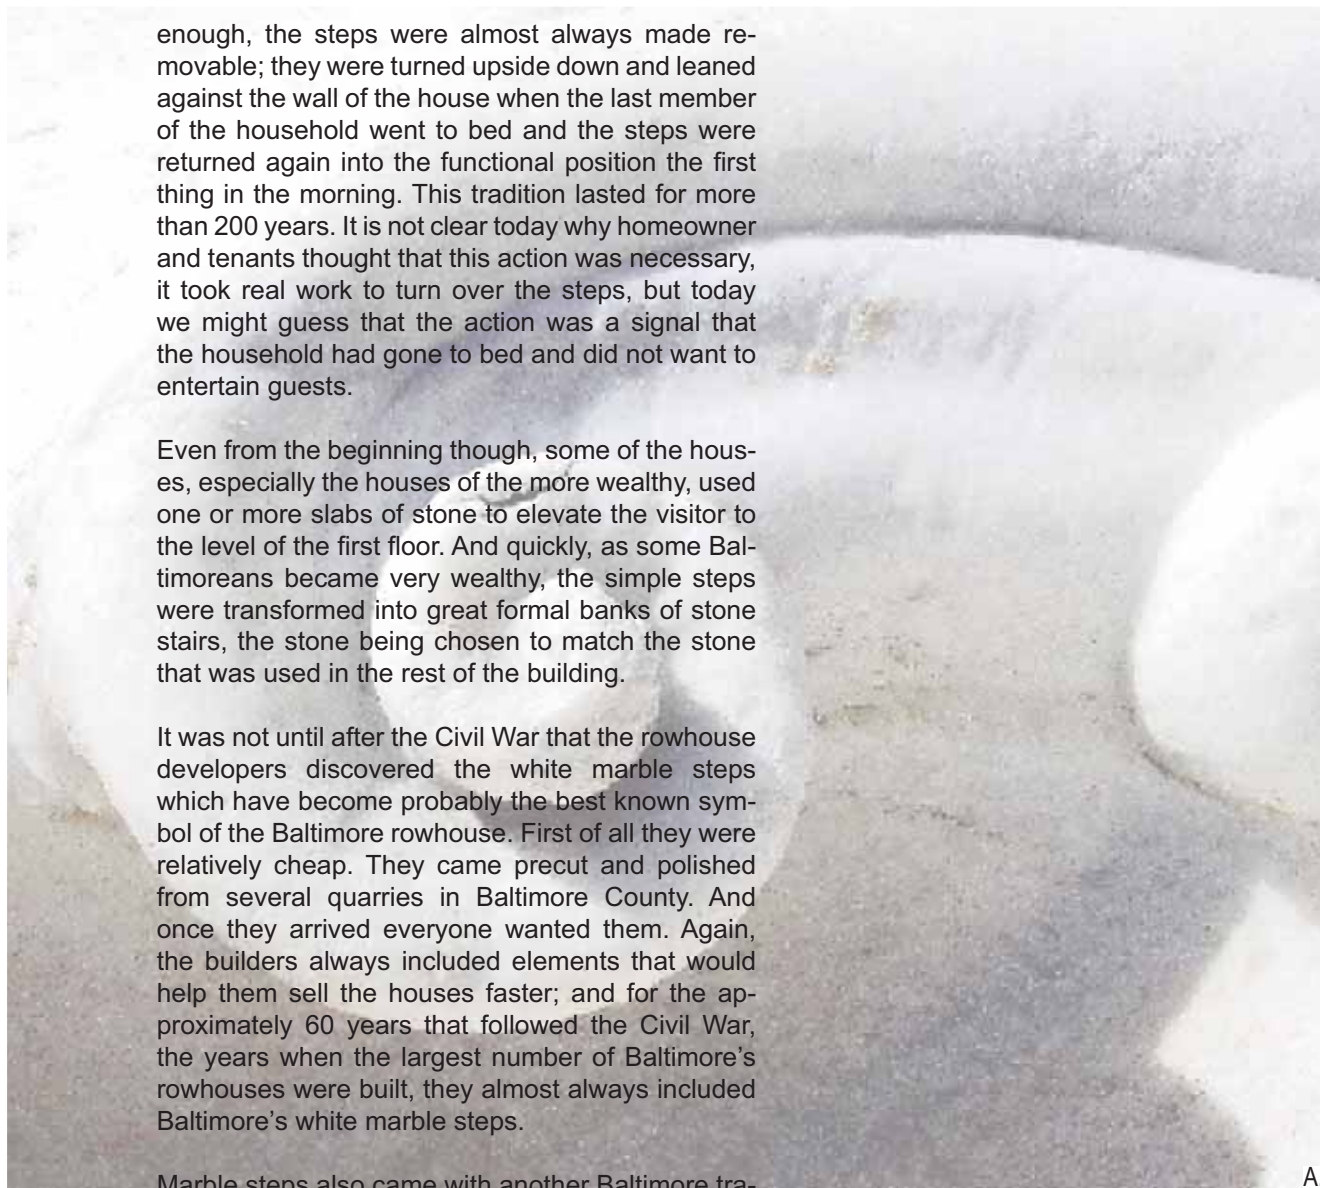 enough, the steps were almost always made re-
movable; they were turned upside down and leaned
against the wall of the house when the last member
of the household went to bed and the steps were
returned again into the functional position the first
thing in the morning. This tradition lasted for more
than 200 years. It is not clear today why homeowner
and tenants thought that this action was necessary,
it took real work to turn over the steps, but today
we might guess that the action was a signal that
the household had gone to bed and did not want to
entertain guests.
Even from the beginning though, some of the hous-
es, especially the houses of the more wealthy, used
one or more slabs of stone to elevate the visitor to
the level of the first floor. And quickly, as some Bal-
timoreans became very wealthy, the simple steps
were transformed into great formal banks of stone
stairs, the stone being chosen to match the stone
that was used in the rest of the building.
It was not until after the Civil War that the rowhouse
developers discovered the white marble steps
which have become probably the best known sym-
bol of the Baltimore rowhouse. First of all they were
relatively cheap. They came precut and polished
from several quarries in Baltimore County. And
once they arrived everyone wanted them. Again,
the builders always included elements that would
help them sell the houses faster; and for the ap-
proximately 60 years that followed the Civil War,
the years when the largest number of Baltimore's
rowhouses were built, they almost always included
Baltimore's white marble steps.
Marble steps also came with another Baltimore tra-
A